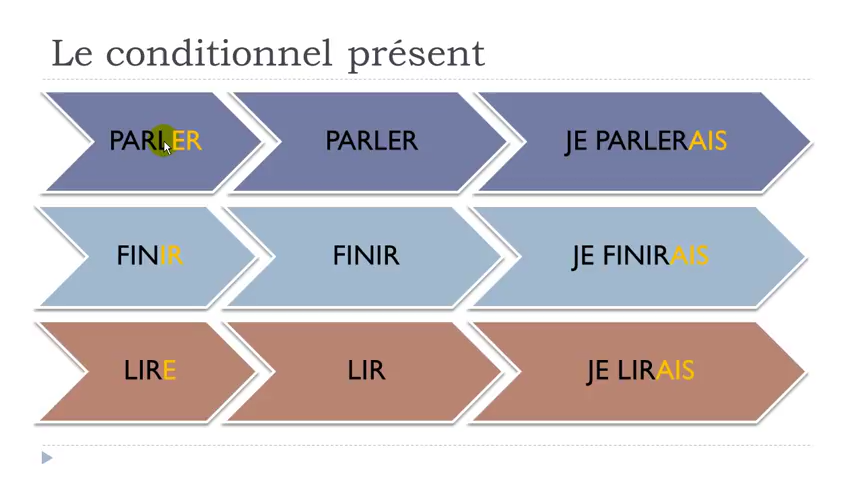 Le conditionnel présent
PARLER
PARLER
JE PARLERAIS
FINIR
FINIR
JE FINIRAIS
LIRE
LIR
JE LIRAIS